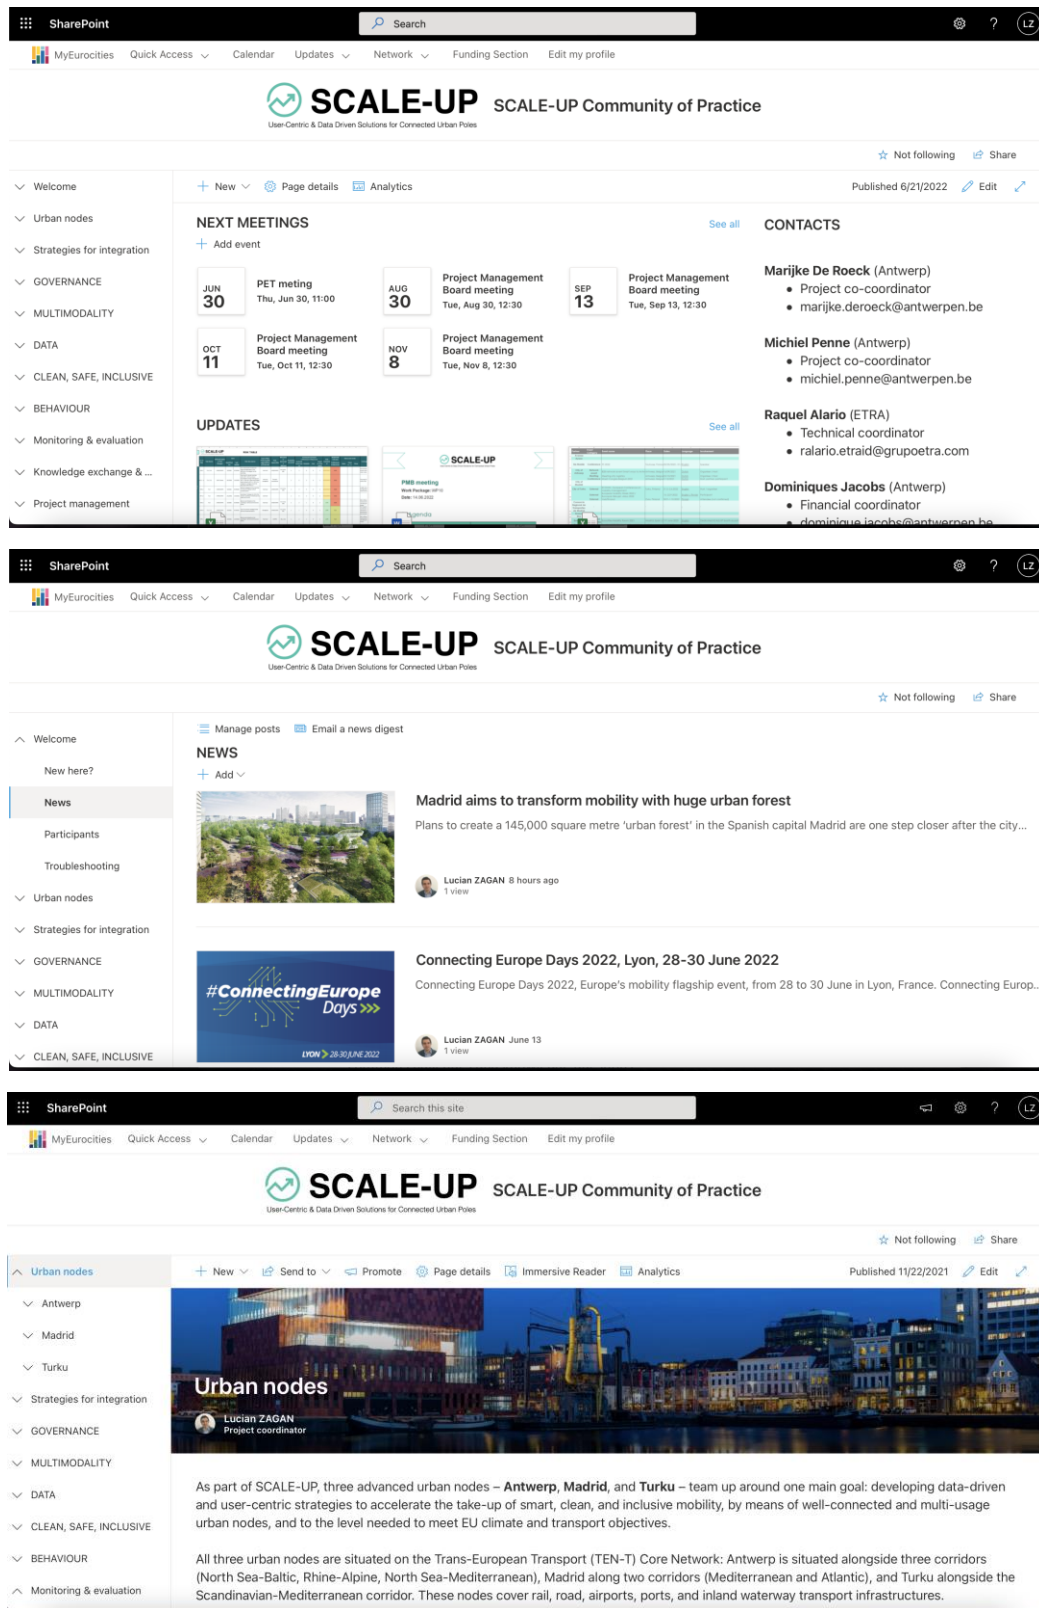 SharePoint
Search
LZ
MyEurocities Quick Access Calendar Updates Network Funding Section Edit my profile
SCALE-UP
User-Centric & Data Driven Solutions for Connected Urban Poles
SCALE-UP Community of Practice
Not following Share
Welcome
Urban nodes
Strategies for integration
GOVERNANCE
MULTIMODALITY
DATA
CLEAN, SAFE, INCLUSIVE
BEHAVIOUR
Monitoring & evaluation
Knowledge exchange & ...
Project management
New Page details Analytics
Published 6/21/2022 Edit
NEXT MEETINGS
See all
Add event
JUN
30
PET meting
Thu, Jun 30, 11:00
AUG
30
Project Management
Board meeting
Tue, Aug 30, 12:30
SEP
13
Project Management
Board meeting
Tue, Sep 13, 12:30
OCT
11
Project Management
Board meeting
Tue, Oct 11, 12:30
NOV
8
Project Management
Board meeting
Tue, Nov 8, 12:30
UPDATES
See all
SCALE-UP
SCALE-UP
PMB meeting
CONTACTS
Marijke De Roeck (Antwerp)
• Project co-coordinator
• marijke.deroeck@antwerpen.be
Michiel Penne (Antwerp)
• Project co-coordinator
• michiel.penne@antwerpen.be
Raquel Alario (ETRA)
• Technical coordinator
• ralario.etraid@grupoetra.com
Dominiques Jacobs (Antwerp)
• Financial coordinator
• dominique.jacobs@antwerpen.be
SharePoint
Search
LZ
MyEurocities Quick Access Calendar Updates Network Funding Section Edit my profile
SCALE-UP
User-Centric & Data Driven Solutions for Connected Urban Poles
SCALE-UP Community of Practice
Not following Share
Welcome
New here?
News
Participants
Troubleshooting
Urban nodes
Strategies for integration
GOVERNANCE
MULTIMODALITY
DATA
CLEAN, SAFE, INCLUSIVE
Manage posts Email a news digest
NEWS
Add
Madrid aims to transform mobility with huge urban forest
Plans to create a 145,000 square metre 'urban forest' in the Spanish capital Madrid are one step closer after the city...
Lucian ZAGAN 8 hours ago
1 view
#ConnectingEurope
Days
LYON 28-30 JUNE 2022
Connecting Europe Days 2022, Lyon, 28-30 June 2022
Connecting Europe Days 2022, Europe's mobility flagship event, from 28 to 30 June in Lyon, France. Connecting Europ...
Lucian ZAGAN June 13
1 view
SharePoint
Search this site
LZ
MyEurocities Quick Access Calendar Updates Network Funding Section Edit my profile
SCALE-UP
User-Centric & Data Driven Solutions for Connected Urban Poles
SCALE-UP Community of Practice
Not following Share
Urban nodes
Antwerp
Madrid
Turku
Strategies for integration
GOVERNANCE
MULTIMODALITY
DATA
CLEAN, SAFE, INCLUSIVE
BEHAVIOUR
Monitoring & evaluation
New Send to Promote Page details Immersive Reader Analytics
Published 11/22/2021 Edit
Urban nodes
Lucian ZAGAN
Project coordinator
As part of SCALE-UP, three advanced urban nodes – Antwerp, Madrid, and Turku – team up around one main goal: developing data-driven
and user-centric strategies to accelerate the take-up of smart, clean, and inclusive mobility, by means of well-connected and multi-usage
urban nodes, and to the level needed to meet EU climate and transport objectives.
All three urban nodes are situated on the Trans-European Transport (TEN-T) Core Network: Antwerp is situated alongside three corridors
(North Sea-Baltic, Rhine-Alpine, North Sea-Mediterranean), Madrid along two corridors (Mediterranean and Atlantic), and Turku alongside the
Scandinavian-Mediterranean corridor. These nodes cover rail, road, airports, ports, and inland waterway transport infrastructures.